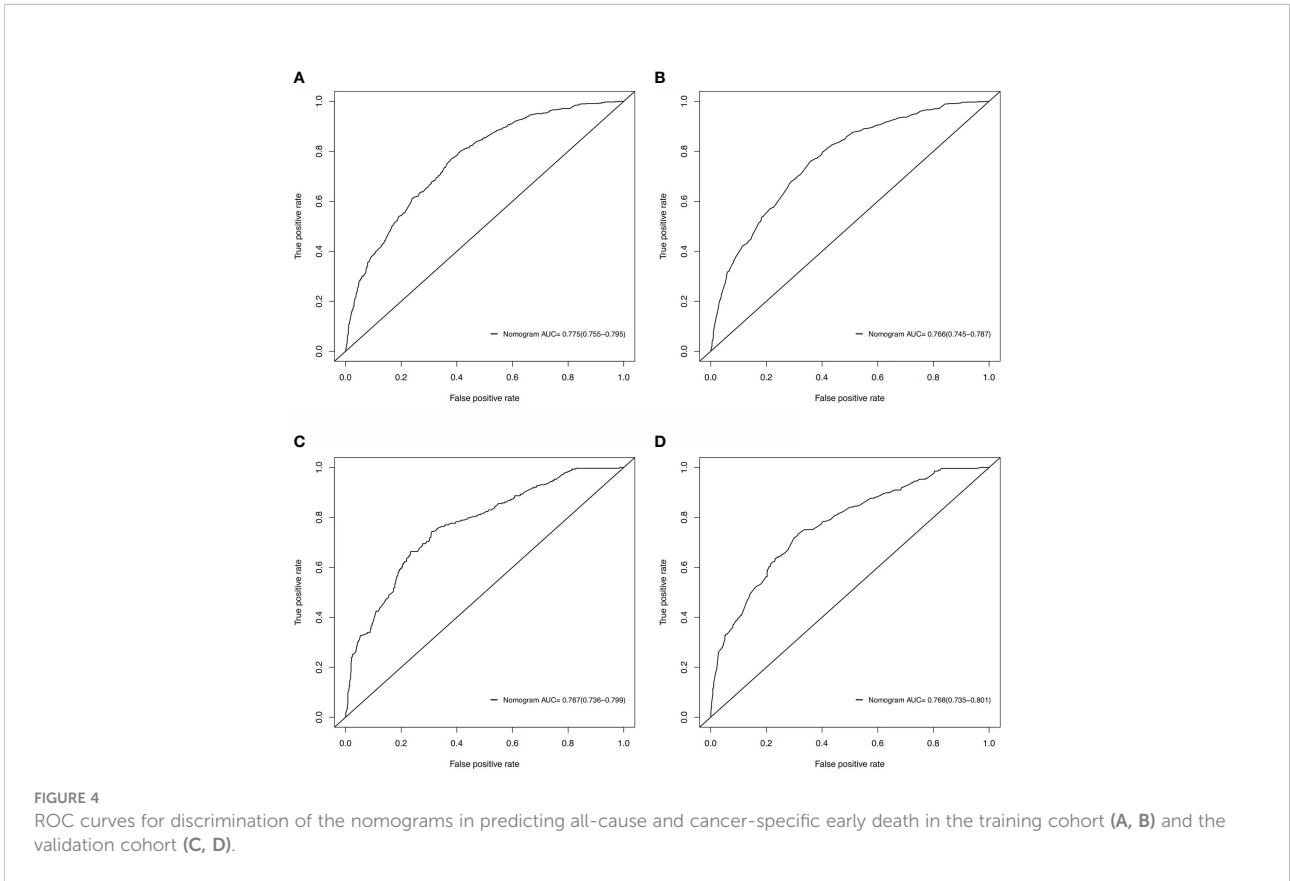 A
1.0
0.8
0.6
0.4
0.2
0.0
True positive rate
Nomogram AUC= 0.775(0.755−0.795)
0.0 0.2 0.4 0.6 0.8 1.0
False positive rate
B
1.0
0.8
0.6
0.4
0.2
0.0
True positive rate
Nomogram AUC= 0.766(0.745−0.787)
0.0 0.2 0.4 0.6 0.8 1.0
False positive rate
C
1.0
0.8
0.6
0.4
0.2
0.0
True positive rate
Nomogram AUC= 0.767(0.736−0.799)
0.0 0.2 0.4 0.6 0.8 1.0
False positive rate
D
1.0
0.8
0.6
0.4
0.2
0.0
True positive rate
Nomogram AUC= 0.768(0.735−0.801)
0.0 0.2 0.4 0.6 0.8 1.0
False positive rate
FIGURE 4
ROC curves for discrimination of the nomograms in predicting all-cause and cancer-specific early death in the training cohort (A, B) and the
validation cohort (C, D).